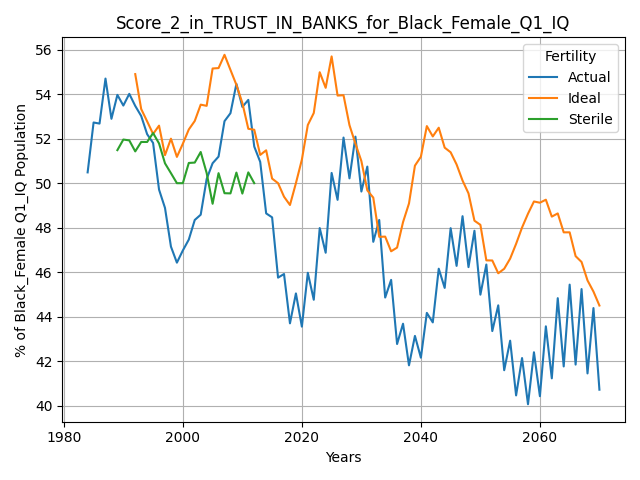 Score_2_in_TRUST_IN_BANKS_for_Black_Female_Q1_IQ
% of Black_Female Q1_IQ Population
56
54
52
50
48
46
44
42
40
Fertility
Actual
Ideal
Sterile
1980
2000
2020
2040
2060
Years